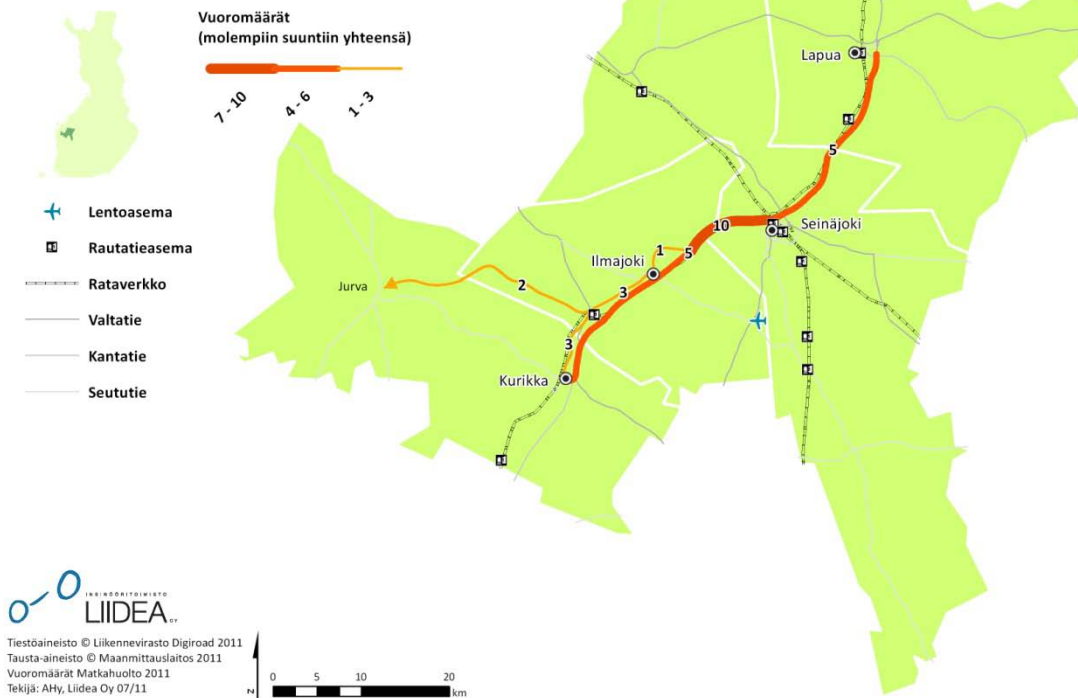 Vuoromäärät
(molempiin suuntiin yhteensä)
7 - 10
4 - 6
1 - 3
Lentoasema
Rautatieasema
Rataverkko
Valtatie
Kantatie
Seututie
Lapua
5
Seinäjoki
10
5
1
Ilmajoki
3
2
Jurva
3
Kurikka
INSINÖÖRITOIMISTO
LIIDEA OY
Tiestöaineisto © Liikennevirasto Digiroad 2011
Tausta-aineisto © Maanmittauslaitos 2011
Vuoromäärät Matkahuolto 2011
Tekijä: AHy, Liidea Oy 07/11
N
0 5 10 20
km